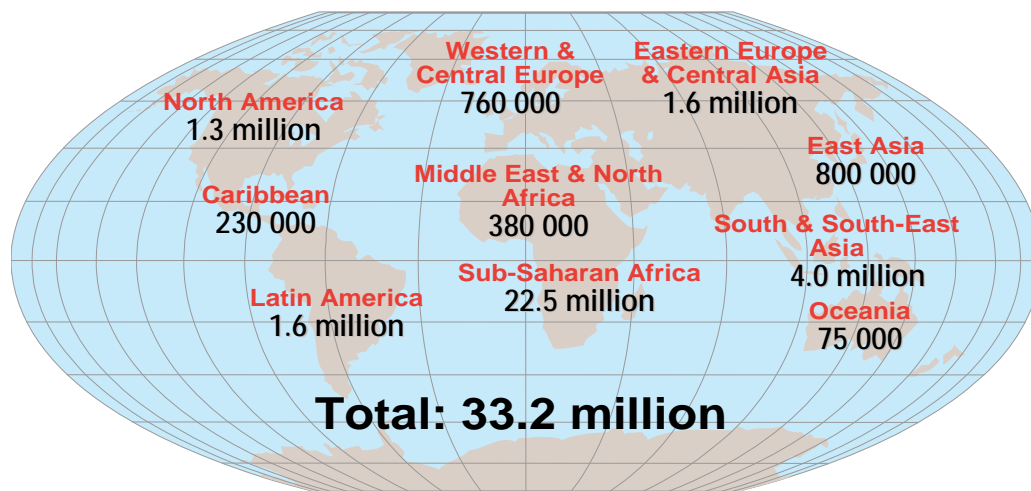 Western &
Central Europe
760 000
Eastern Europe
& Central Asia
1.6 million
North America
1.3 million
East Asia
800 000
Middle East & North
Africa
380 000
Caribbean
230 000
South & South-East
Asia
4.0 million
Sub-Saharan Africa
22.5 million
Latin America
1.6 million
Oceania
75 000
Total: 33.2 million